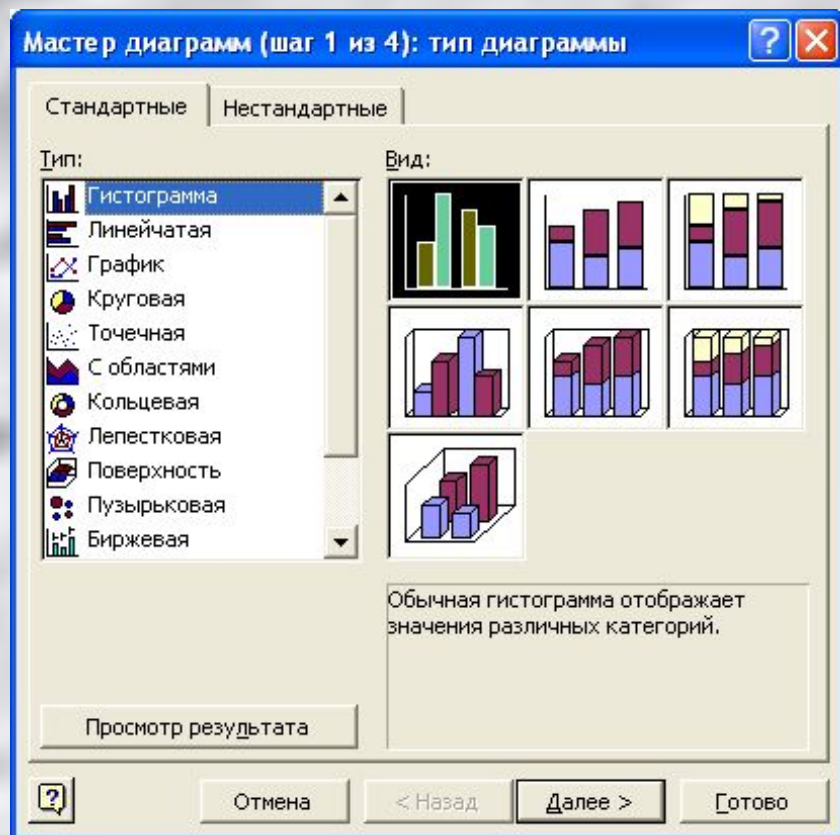 Мастер диаграмм (шаг 1 из 4): тип диаграммы
Стандартные
Нестандартные
Тип:
Гистограмма
Линейчатая
График
Круговая
Точечная
С областями
Кольцевая
Лепестковая
Поверхность
Пузырьковая
Биржевая
Вид:
Обычная гистограмма отображает
значения различных категорий.
Просмотр результата
Отмена
< Назад
Далее >
Готово